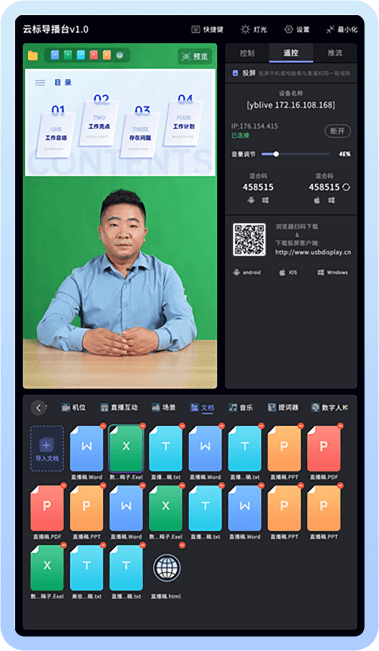 云标导播台v1.0
快捷键
灯光
设置
最小化
预览
目录
01
ONE
工作总结
02
TWO
工作亮点
03
THREE
存在问题
04
FOUR
工作计划
CONTENTS
控制
遥控
推流
投屏
设备名称
[yblive 172.16.108.168]
IP:176.154.415
已连接
断开
音量调节
46%
混合码
458515
混合码
458515
浏览器扫码下载
&
下载投屏客户端:
http://www.usbdisplay.cn
android
iOS
Windows
机位
直播互动
场景
文档
音乐
提词器
数字人
导入文档
W
直播稿.Word
X
数...稿子.Exel
T
直播...稿.txt
W
直播稿.Word
T
直播...稿.txt
P
直播稿.PPT
P
直播稿.PDF
P
直播稿.PDF
P
直播稿.PPT
W
直播稿.Word
X
数...稿子.Exel
T
直播...稿.txt
W
直播稿.Word
P
直播稿.PPT
P
直播稿.PPT
X
数...稿子.Exel
T
美妆...稿.txt
T
直播...稿.txt
直播稿.html